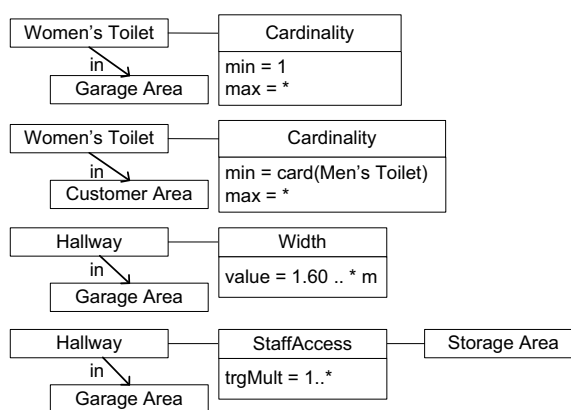 Women's Toilet Cardinality
in min = 1
Garage Area max = *
Women's Toilet Cardinality
in min = card(Men's Toilet)
Customer Area max = *
Hallway Width
in value = 1.60 .. * m
Garage Area
Hallway StaffAccess Storage Area
in trgMult = 1..*
Garage Area